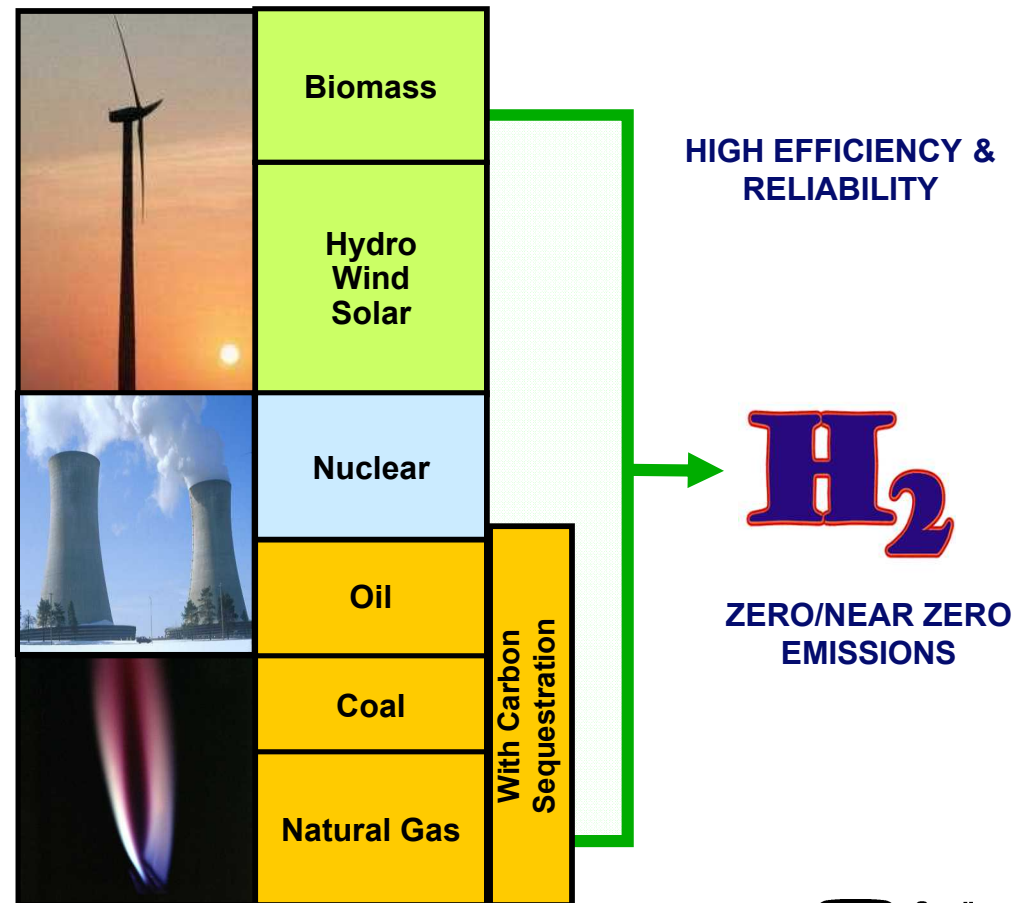 Biomass
HIGH EFFICIENCY &
RELIABILITY
Hydro
Wind
Solar
Nuclear
H2
Oil
ZERO/NEAR ZERO
EMISSIONS
With Carbon
Sequestration
Coal
Natural Gas